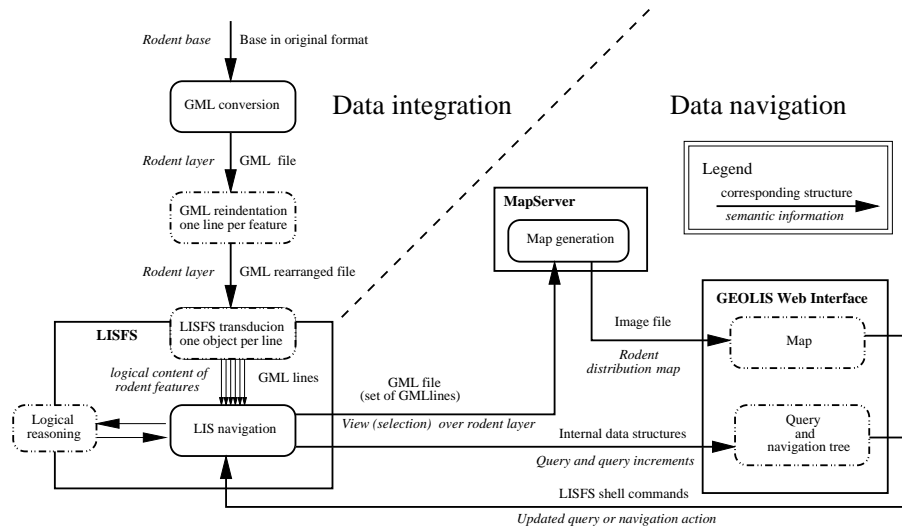 Rodent base
Base in original format
GML conversion
Data integration
Data navigation
Rodent layer
GML file
Legend
corresponding structure
semantic information
GML reindentation
one line per feature
MapServer
Map generation
Rodent layer
GML rearranged file
GEOLIS Web Interface
LISFS
LISFS transducion
one object per line
Image file
Map
Rodent
distribution map
logical content of
rodent features
GML lines
GML file
(set of GMLlines)
Logical
reasoning
LIS navigation
View (selection) over rodent layer
Internal data structures
Query
and
navigation tree
Query and query increments
LISFS shell commands
Updated query or navigation action